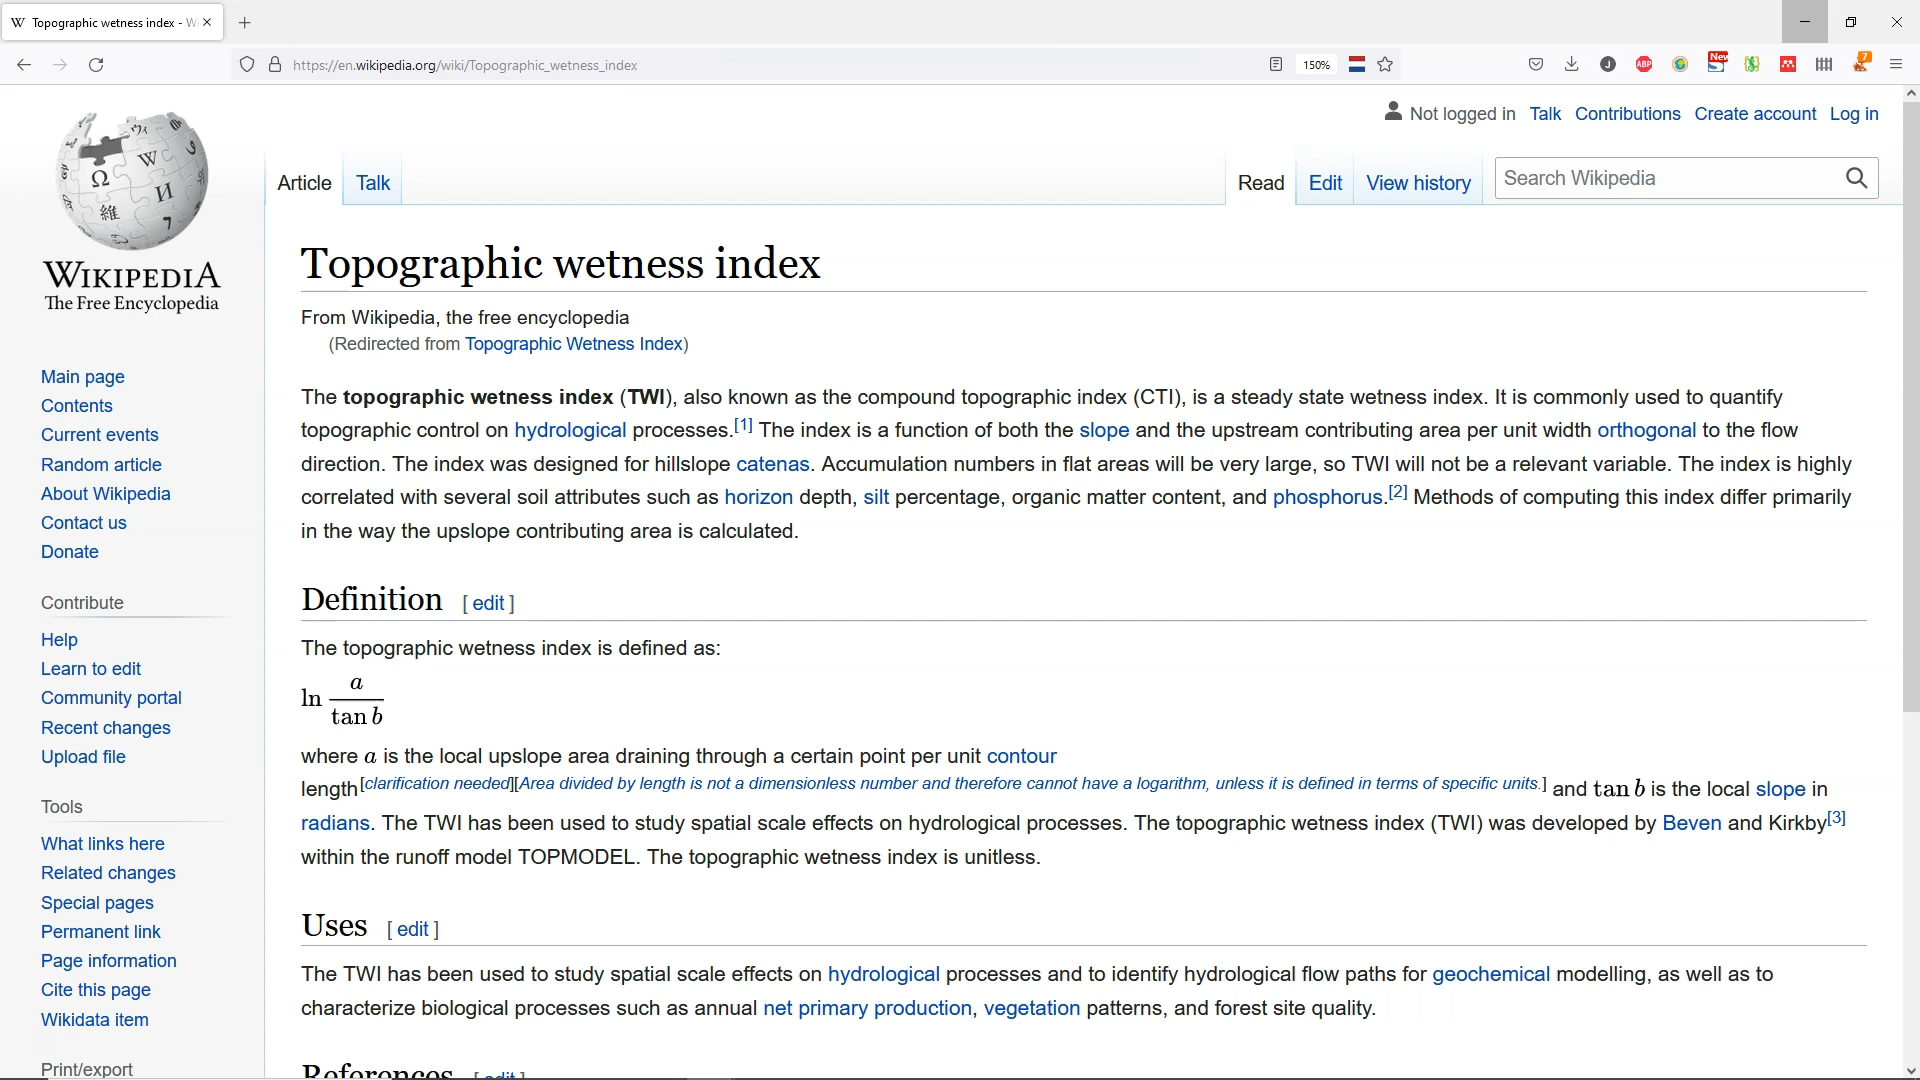 Topographic wetness index - Wi
https://en.wikipedia.org/wiki/Topographic_wetness_index
150%
J
ABP
New
7
Not logged in Talk Contributions Create account Log in
Article Talk
Read Edit View history
Search Wikipedia
WIKIPEDIA
The Free Encyclopedia
Main page
Contents
Current events
Random article
About Wikipedia
Contact us
Donate
Contribute
Help
Learn to edit
Community portal
Recent changes
Upload file
Tools
What links here
Related changes
Special pages
Permanent link
Page information
Cite this page
Wikidata item
Print/export
Topographic wetness index
From Wikipedia, the free encyclopedia
(Redirected from Topographic Wetness Index)
The topographic wetness index (TWI), also known as the compound topographic index (CTI), is a steady state wetness index. It is commonly used to quantify
topographic control on hydrological processes.[1] The index is a function of both the slope and the upstream contributing area per unit width orthogonal to the flow
direction. The index was designed for hillslope catenas. Accumulation numbers in flat areas will be very large, so TWI will not be a relevant variable. The index is highly
correlated with several soil attributes such as horizon depth, silt percentage, organic matter content, and phosphorus.[2] Methods of computing this index differ primarily
in the way the upslope contributing area is calculated.
Definition [ edit ]
The topographic wetness index is defined as:
ln a / tan b
where a is the local upslope area draining through a certain point per unit contour
length[clarification needed][Area divided by length is not a dimensionless number and therefore cannot have a logarithm, unless it is defined in terms of specific units.] and tan b is the local slope in
radians. The TWI has been used to study spatial scale effects on hydrological processes. The topographic wetness index (TWI) was developed by Beven and Kirkby[3]
within the runoff model TOPMODEL. The topographic wetness index is unitless.
Uses [ edit ]
The TWI has been used to study spatial scale effects on hydrological processes and to identify hydrological flow paths for geochemical modelling, as well as to
characterize biological processes such as annual net primary production, vegetation patterns, and forest site quality.
References [ edit ]